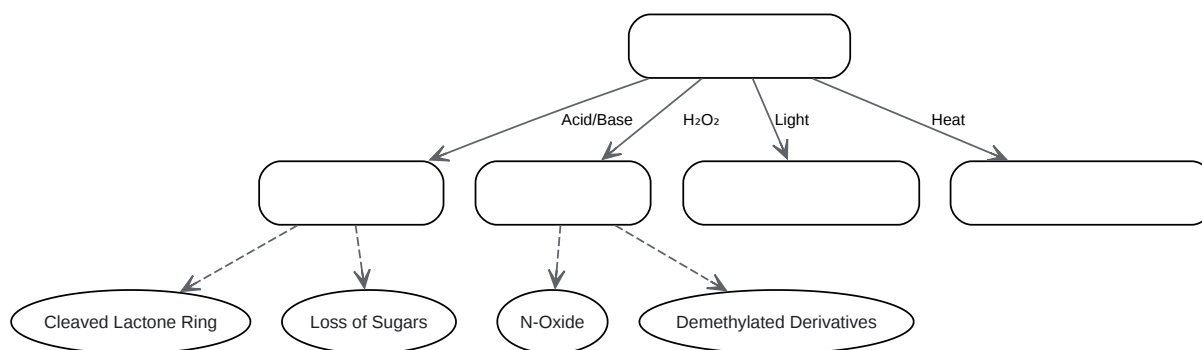 Acid/Base
H₂O₂
Light
Heat
Cleaved Lactone Ring
Loss of Sugars
N-Oxide
Demethylated Derivatives